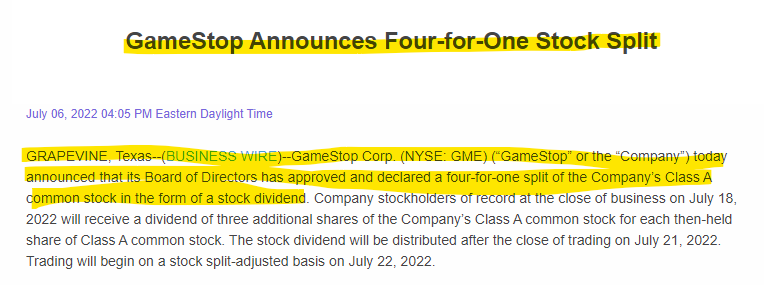 GameStop Announces Four-for-One Stock Split
July 06, 2022 04:05 PM Eastern Daylight Time
GRAPEVINE, Texas--(BUSINESS WIRE)--GameStop Corp. (NYSE: GME) (“GameStop” or the “Company”) today
announced that its Board of Directors has approved and declared a four-for-one split of the Company’s Class A
common stock in the form of a stock dividend. Company stockholders of record at the close of business on July 18,
2022 will receive a dividend of three additional shares of the Company’s Class A common stock for each then-held
share of Class A common stock. The stock dividend will be distributed after the close of trading on July 21, 2022.
Trading will begin on a stock split-adjusted basis on July 22, 2022.